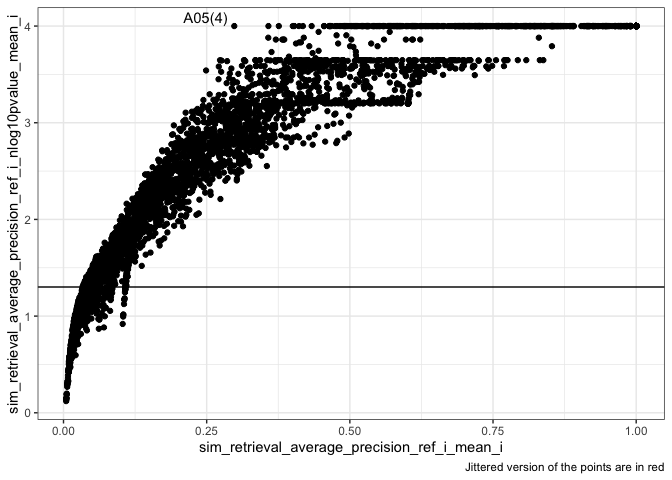 A05(4)
sim_retrieval_average_precision_ref_i_nlog10pvalue_mean_i
4
3
2
1
0
0.00 0.25 0.50 0.75 1.00
sim_retrieval_average_precision_ref_i_mean_i
Jittered version of the points are in red